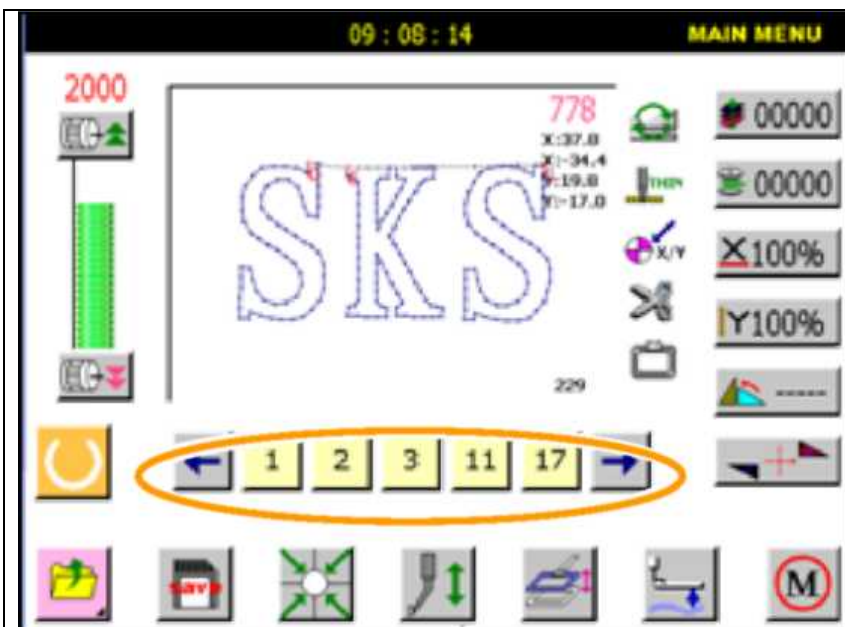 09 : 08 : 14
MAIN MENU
2000
778
X:37.0
X:-34.4
Y:19.0
Y:-17.0
SKS
229
THIN
X/Y
00000
00000
X100%
Y100%
-----
1 2 3 11 17
save
M